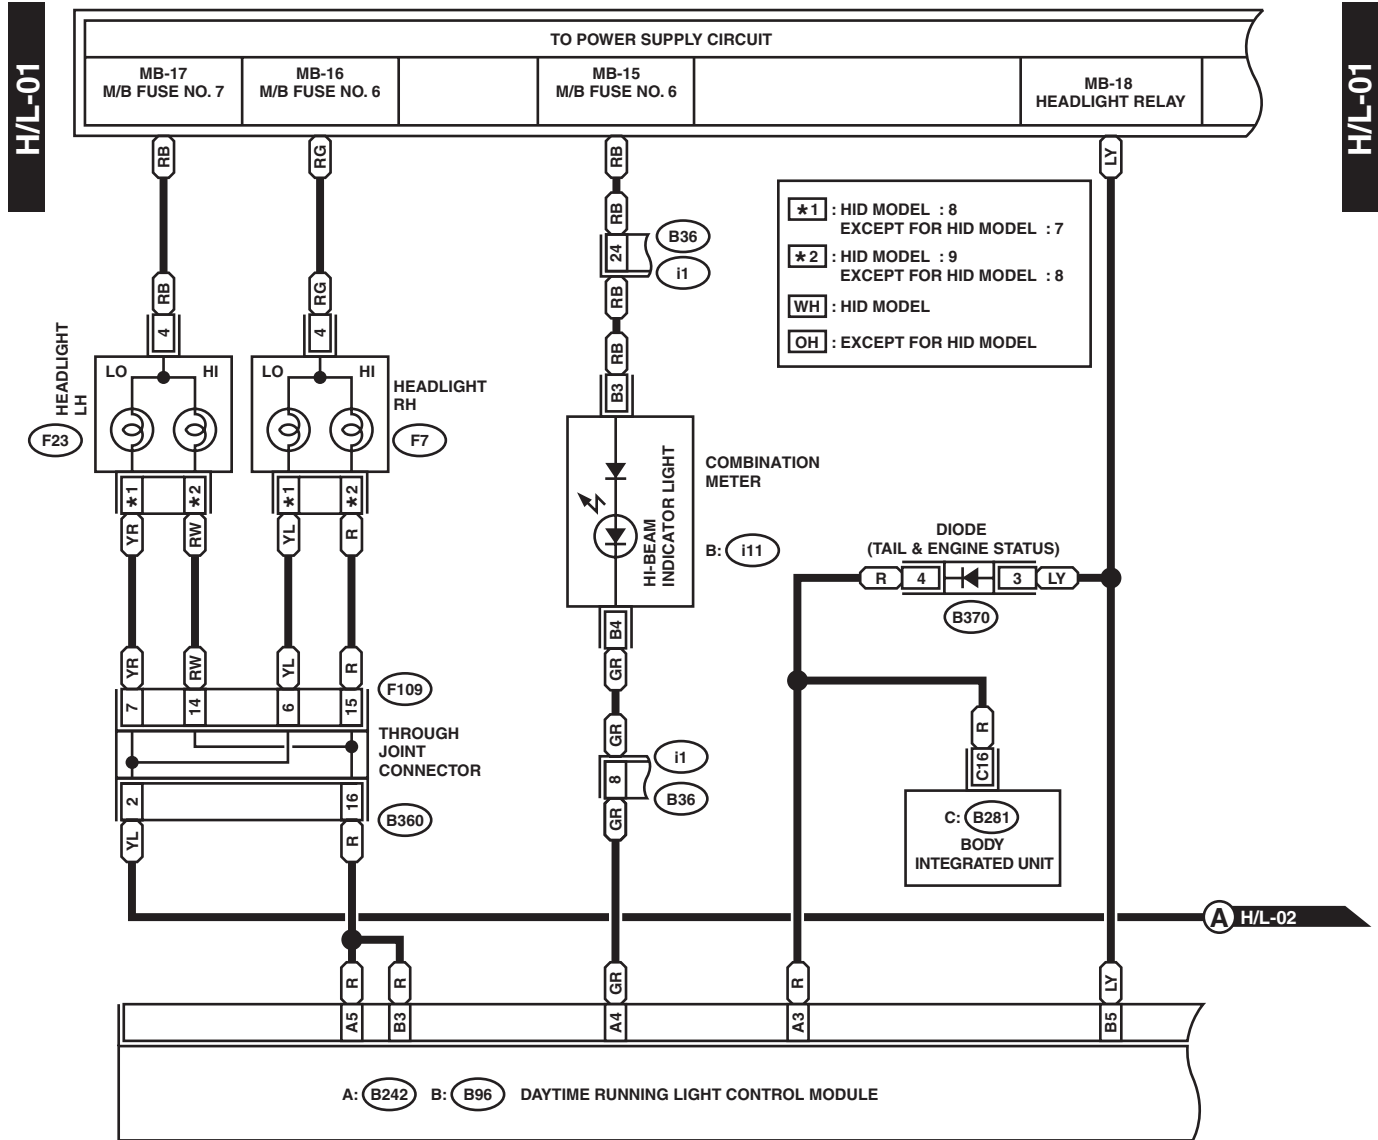 H/L-01
H/L-01
TO POWER SUPPLY CIRCUIT
MB-17
M/B FUSE NO. 7
MB-16
M/B FUSE NO. 6
MB-15
M/B FUSE NO. 6
MB-18
HEADLIGHT RELAY
RB
RG
RB
LY
*1 : HID MODEL : 8
EXCEPT FOR HID MODEL : 7
*2 : HID MODEL : 9
EXCEPT FOR HID MODEL : 8
WH : HID MODEL
OH : EXCEPT FOR HID MODEL
RB
24
B36
i1
RB
RB
RG
RB
4
4
B3
HEADLIGHT
LH
LO
HI
LO
HI
HEADLIGHT
RH
F23
F7
HI-BEAM
INDICATOR LIGHT
COMBINATION
METER
B: i11
*1
*2
*1
*2
YR
RW
YL
R
DIODE
(TAIL & ENGINE STATUS)
R
4
3
LY
B370
B4
GR
YR
RW
YL
R
7
14
6
15
F109
THROUGH
JOINT
CONNECTOR
GR
i1
8
B36
GR
R
C16
C: B281
BODY
INTEGRATED UNIT
2
16
B360
YL
R
A H/L-02
R
R
GR
R
LY
A5
B3
A4
A3
B5
A: B242 B: B96 DAYTIME RUNNING LIGHT CONTROL MODULE